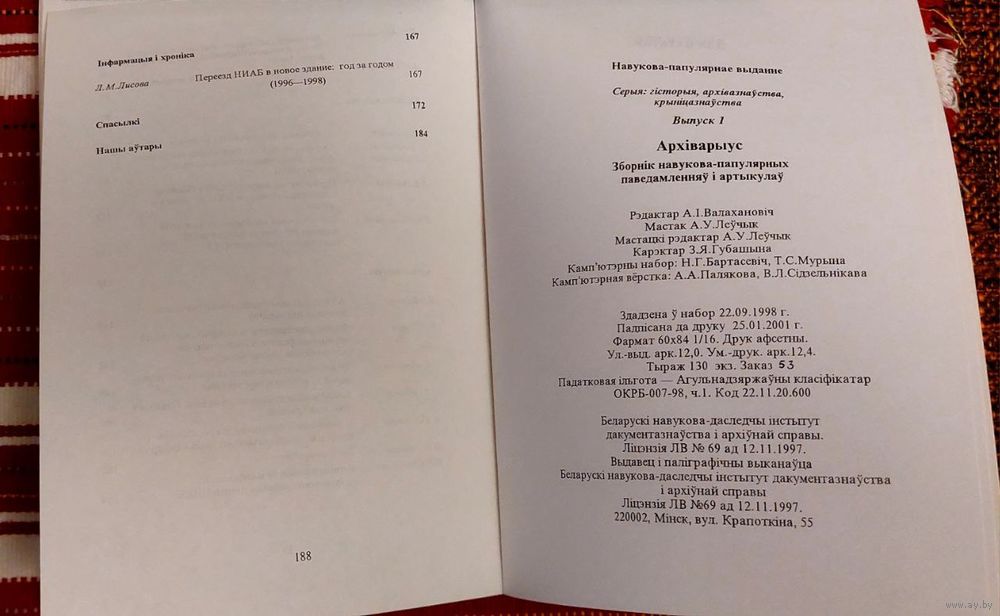 Інфармацыя і хроніка 167
Л.М.Лисова Переезд НИАБ в новое здание: год за годом
(1996—1998) 167
Спасылкі 172
Нашы аўтары 184
188
Навукова-папулярнае выданне
Серыя: гісторыя, архівазнаўства,
крыніцазнаўства
Выпуск 1
Архіварыус
Зборнік навукова-папулярных
паведамленняў і артыкулаў
Рэдактар А.І.Валахановіч
Мастак А.У.Леўчык
Мастацкі рэдактар А.У.Леўчык
Карэктар З.Я.Губашына
Камп'ютэрны набор: Н.Г.Бартасевіч, Т.С.Мурына
Камп'ютэрная вёрстка: А.А.Палякова, В.Л.Сідзельнікава
Здадзена ў набор 22.09.1998 г.
Падпісана да друку 25.01.2001 г.
Фармат 60х84 1/16. Друк афсетны.
Ул.-выд. арк.12,0. Ум.-друк. арк.12,4.
Тыраж 130 экз. Заказ 53
Падатковая ільгота — Агульнадзяржаўны класіфікатар
ОКРБ-007-98, ч.1. Код 22.11.20.600
Беларускі навукова-даследчы інстытут
дакументазнаўства і архіўнай справы.
Ліцэнзія ЛВ № 69 ад 12.11.1997.
Выдавец і паліграфічны выканаўца
Беларускі навукова-даследчы інстытут дакументазнаўства
і архіўнай справы
Ліцэнзія ЛВ №69 ад 12.11.1997.
220002, Мінск, вул. Крапоткіна, 55
www.ay.by